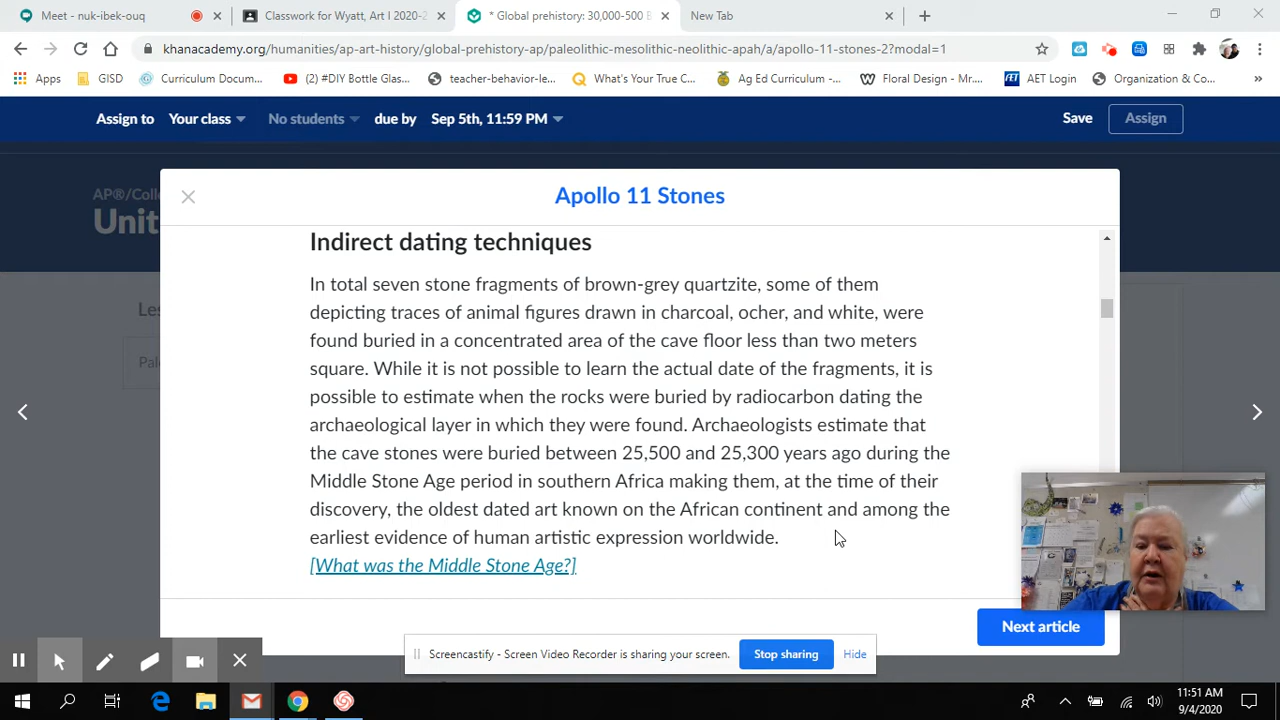 Meet - nuk-ibek-ouq
Classwork for Wyatt, Art I 2020-2
* Global prehistory: 30,000-500 B
New Tab
khanacademy.org/humanities/ap-art-history/global-prehistory-ap/paleolithic-mesolithic-neolithic-apah/a/apollo-11-stones-2?modal=1
Apps
GISD
Curriculum Docum...
(2) #DIY Bottle Glas...
teacher-behavior-le...
What's Your True C...
Ag Ed Curriculum -...
Floral Design - Mr....
AET Login
Organization & Co...
Assign to Your class No students due by Sep 5th, 11:59 PM
Save
Assign
AP®/Colle
Unit
Les
Pale
Apollo 11 Stones
Indirect dating techniques
In total seven stone fragments of brown-grey quartzite, some of them
depicting traces of animal figures drawn in charcoal, ocher, and white, were
found buried in a concentrated area of the cave floor less than two meters
square. While it is not possible to learn the actual date of the fragments, it is
possible to estimate when the rocks were buried by radiocarbon dating the
archaeological layer in which they were found. Archaeologists estimate that
the cave stones were buried between 25,500 and 25,300 years ago during the
Middle Stone Age period in southern Africa making them, at the time of their
discovery, the oldest dated art known on the African continent and among the
earliest evidence of human artistic expression worldwide.
[What was the Middle Stone Age?]
Next article
Screencastify - Screen Video Recorder is sharing your screen.
Stop sharing
Hide
11:51 AM
9/4/2020